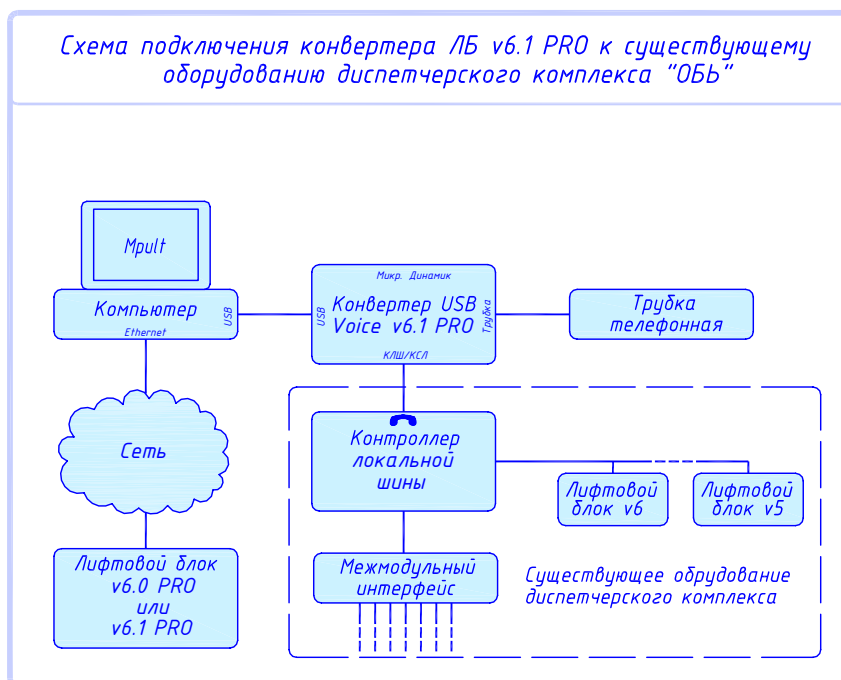 Схема подключения конвертера ЛБ v6.1 PRO к существующему
оборудованию диспетчерского комплекса "ОБЬ"
Mpult
Компьютер
USB
Ethernet
Микр. Динамик
USB
Конвертер USB
Voice v6.1 PRO
Трубка
КЛШ/КСЛ
Трубка
телефонная
Сеть
Контроллер
локальной
шины
Лифтовой
блок v6
Лифтовой
блок v5
Лифтовой блок
v6.0 PRO
или
v6.1 PRO
Межмодульный
интерфейс
Существующее обрудование
диспетчерского комплекса